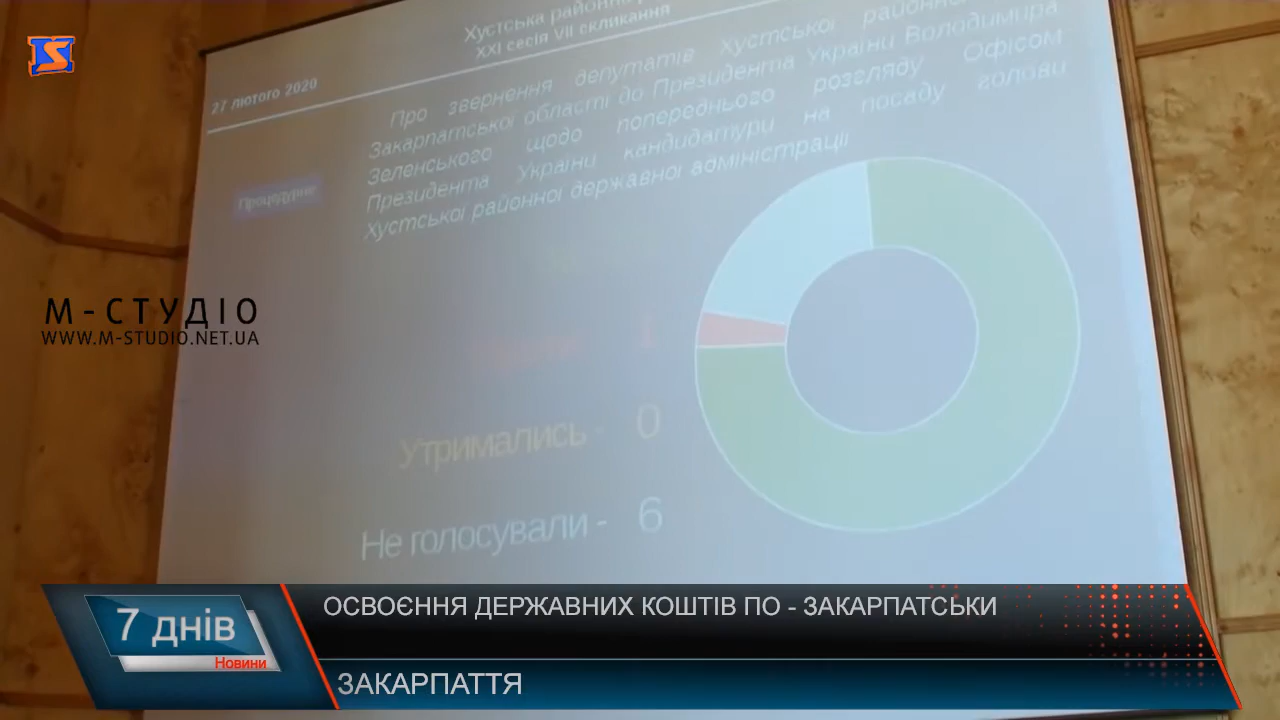 Хустська районна
XXI сесія VII скликання
27 лютого 2020
Про звернення депутатів Хустської районної
Закарпатської області до Президента України Володимира
Зеленського щодо попереднього розгляду Офісом
Президента України кандидатури на посаду голови
Хустської районної державної адміністрації
Процедурне
М-СТУДІО
WWW.M-STUDIO.NET.UA
1
Утримались - 0
Не голосували - 6
7 днів
Новини
ОСВОЄННЯ ДЕРЖАВНИХ КОШТІВ ПО - ЗАКАРПАТСЬКИ
ЗАКАРПАТТЯ